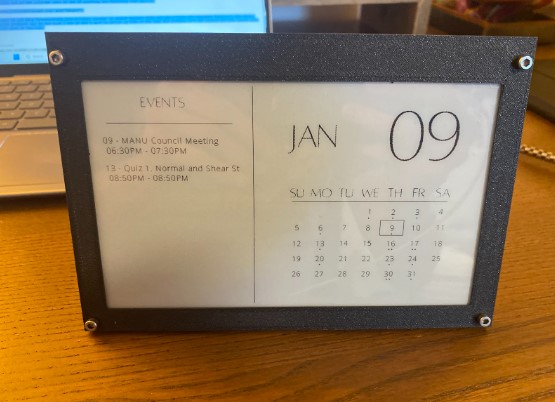 EVENTS
09 - MANU Council Meeting
06:30PM - 07:30PM
13 - Quiz 1, Normal and Shear St
08:50PM - 08:50PM
JAN 09
SU MO TU WE TH FR SA
1 2 3 4
5 6 7 8 9 10 11
12 13 14 15 16 17 18
19 20 21 22 23 24 25
26 27 28 29 30 31